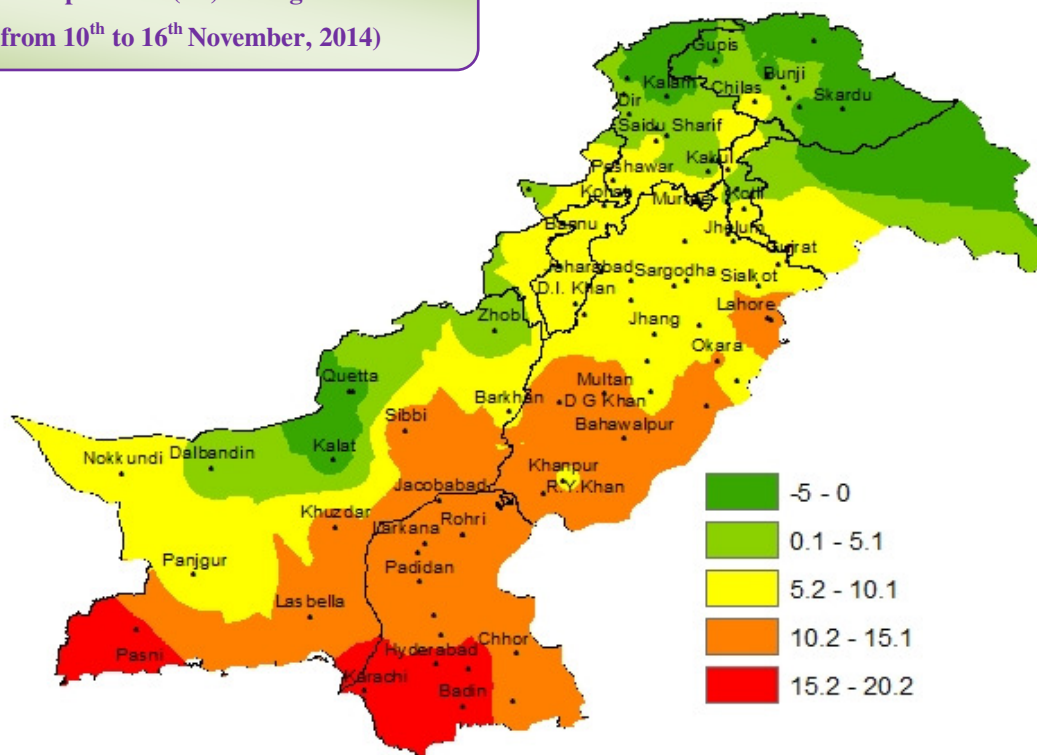 from 10th to 16th November, 2014)
Gupis
Bunji
Kalam
Chilas
Skardu
Dir
Saidu Sharif
Kakul
Peshawar
Kohat
Kotli
Bannu
Jhelum
Gujrat
Sargodha
Sialkot
D.I. Khan
Lahore
Zhob
Jhang
Okara
Quetta
Multan
Barkhan
D G Khan
Sibbi
Bahawalpur
Kalat
Dalbandin
Nokkundi
Khanpur
R.Y.Khan
Jacobabad
Khuzdar
Rohri
Larkana
Panjgur
Padidan
Lasbella
Chhor
Pasni
Hyderabad
Karachi
Badin
-5 - 0
0.1 - 5.1
5.2 - 10.1
10.2 - 15.1
15.2 - 20.2